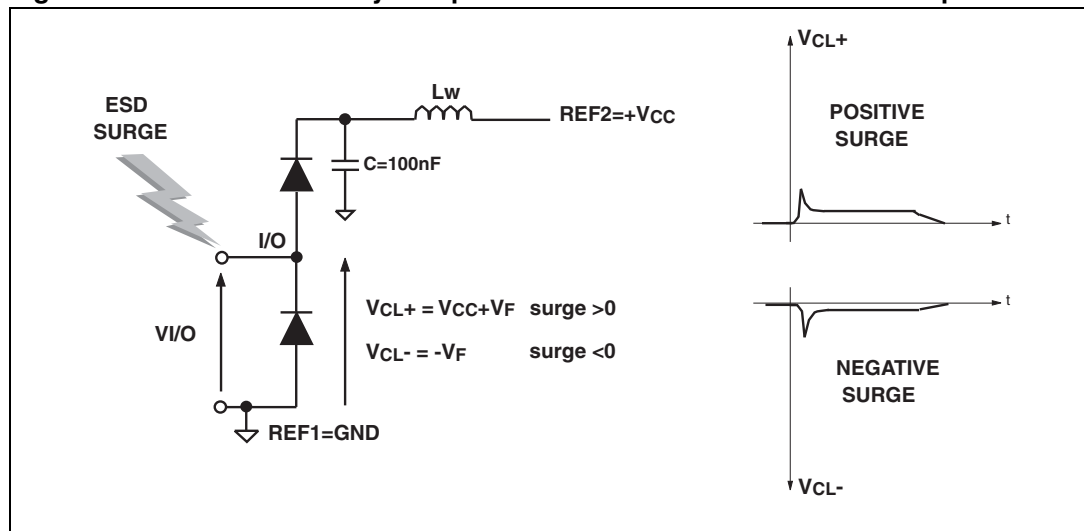 ESD
SURGE
Lw
REF2=+VCC
C=100nF
I/O
VI/O
VCL+ = VCC+VF surge >0
VCL- = -VF surge <0
REF1=GND
VCL+
POSITIVE
SURGE
t
t
NEGATIVE
SURGE
VCL-